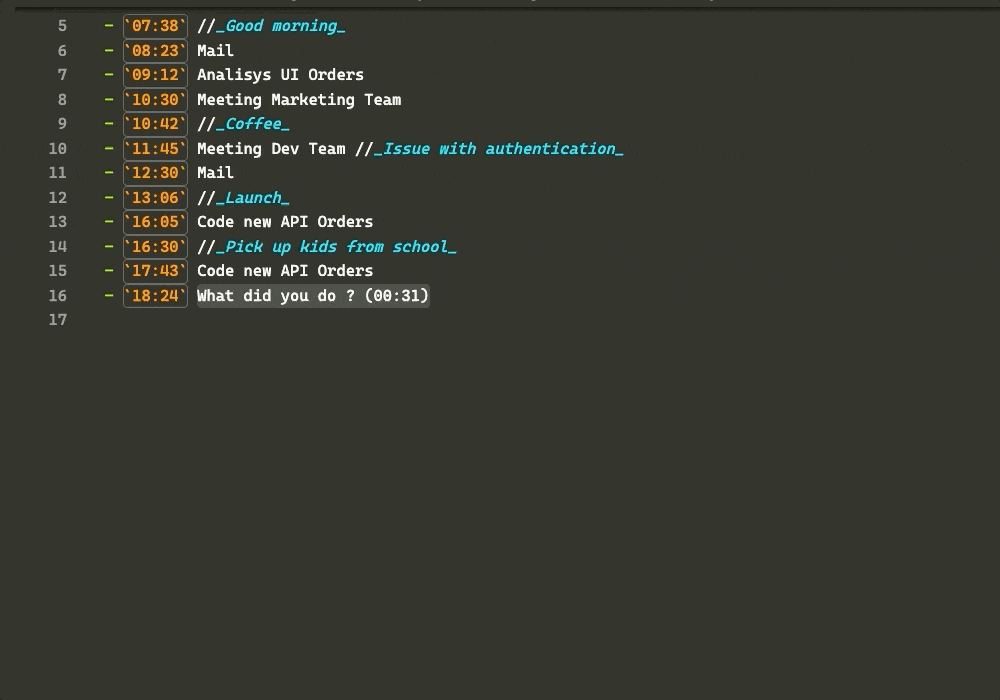 5 - `07:38` //_Good morning_
6 - `08:23` Mail
7 - `09:12` Analisys UI Orders
8 - `10:30` Meeting Marketing Team
9 - `10:42` //_Coffee_
10 - `11:45` Meeting Dev Team //_Issue with authentication_
11 - `12:30` Mail
12 - `13:06` //_Launch_
13 - `16:05` Code new API Orders
14 - `16:30` //_Pick up kids from school_
15 - `17:43` Code new API Orders
16 - `18:24` What did you do ? (00:31)
17